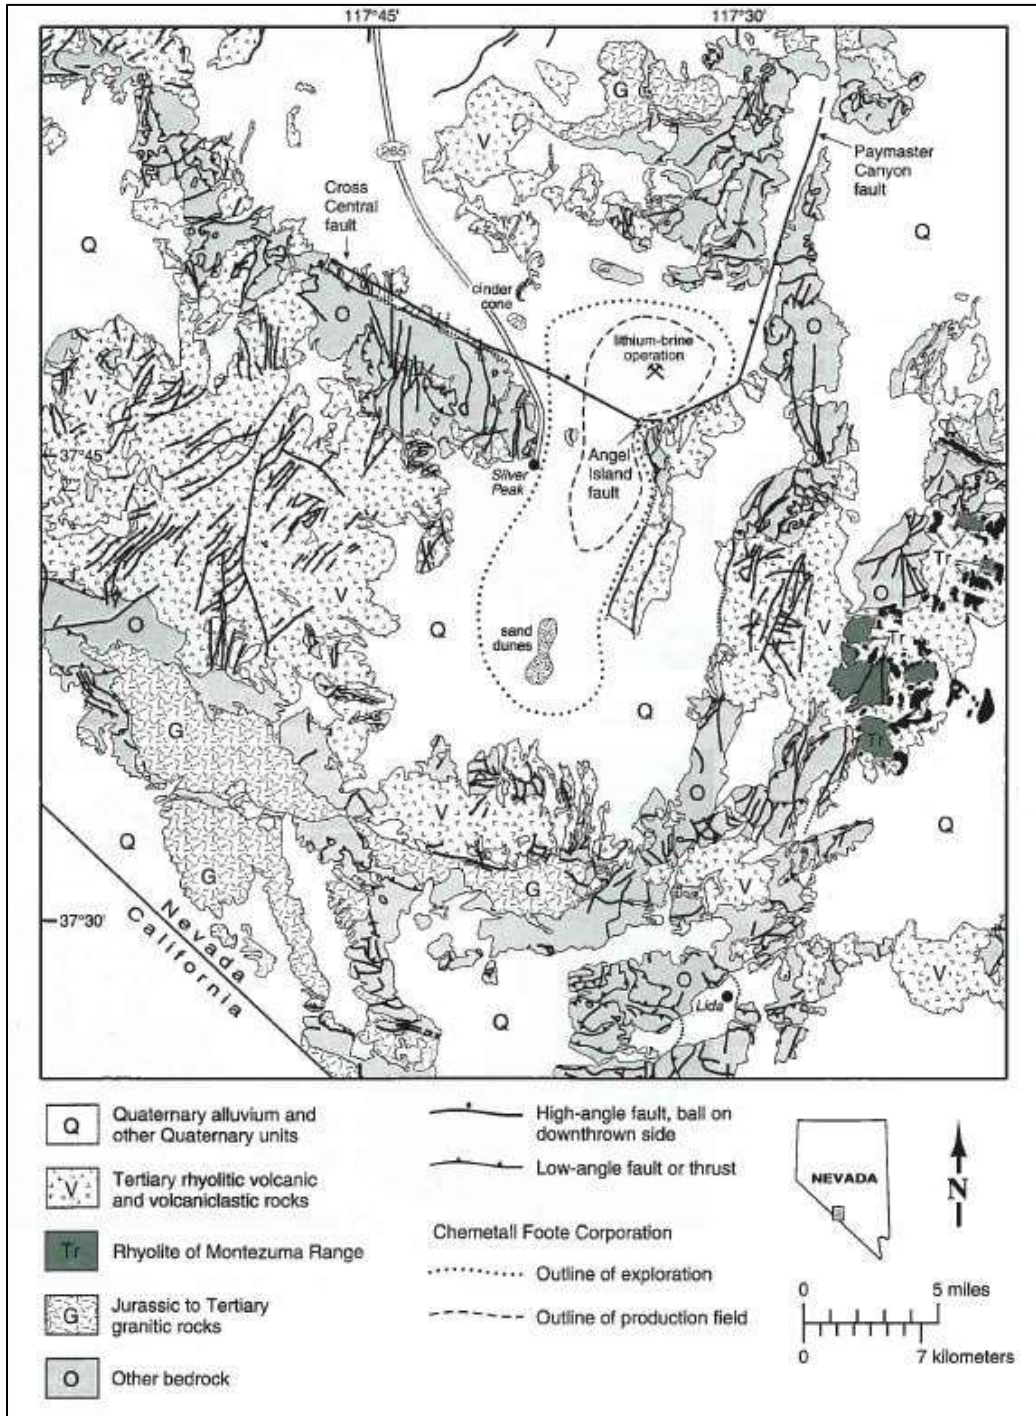 117°45'
117°30'
G
G
V
265
Paymaster
Canyon
fault
Cross
Central
fault
Q
Q
cinder
cone
O
O
lithium-brine
operation
V
37°45
Silver
Peak
Angel
Island
fault
Tr
V
O
O
Q
sand
dunes
V
Tr
Q
G
Tr
O
V
Q
Q
G
G
V
37°30
Nevada
California
O
V
Lida
Q
Q
Quaternary alluvium and
other Quaternary units
V
Tertiary rhyolitic volcanic
and volcaniclastic rocks
Tr
Rhyolite of Montezuma Range
G
Jurassic to Tertiary
granitic rocks
O
Other bedrock
High-angle fault, ball on
downthrown side
Low-angle fault or thrust
Chemetall Foote Corporation
Outline of exploration
Outline of production field
NEVADA
N
0 5 miles
0 7 kilometers